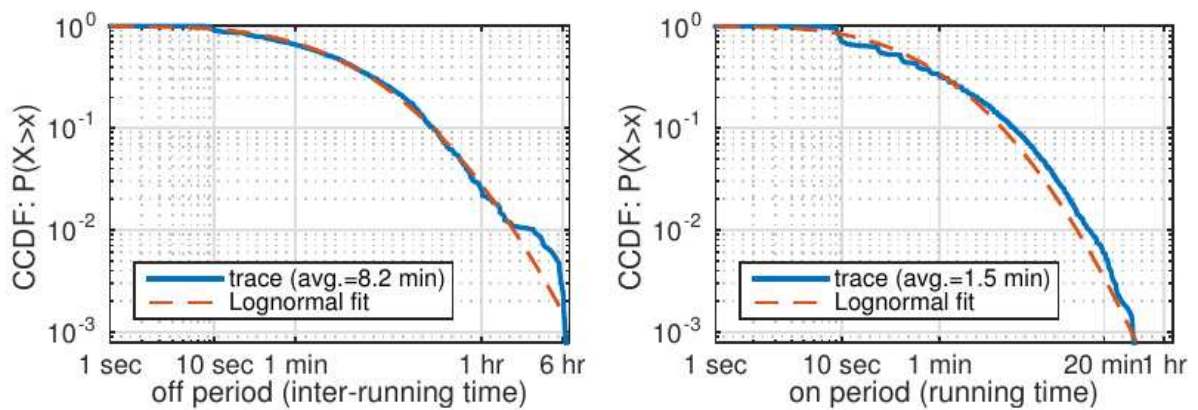 CCDF: P(X>x)
10^0
10^-1
10^-2
10^-3
trace (avg.=8.2 min)
Lognormal fit
1 sec 10 sec 1 min 1 hr 6 hr
off period (inter-running time)
CCDF: P(X>x)
10^0
10^-1
10^-2
10^-3
trace (avg.=1.5 min)
Lognormal fit
1 sec 10 sec 1 min 20 min 1 hr
on period (running time)